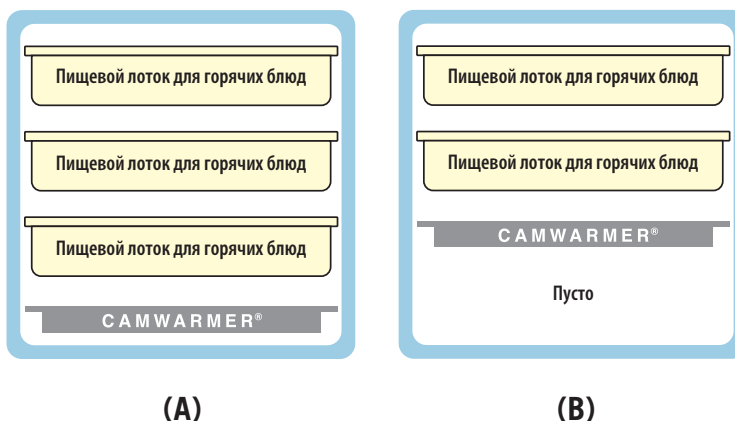 Пищевой лоток для горячих блюд
Пищевой лоток для горячих блюд
Пищевой лоток для горячих блюд
CAMWARMER®
(A)
Пищевой лоток для горячих блюд
Пищевой лоток для горячих блюд
CAMWARMER®
Пусто
(B)